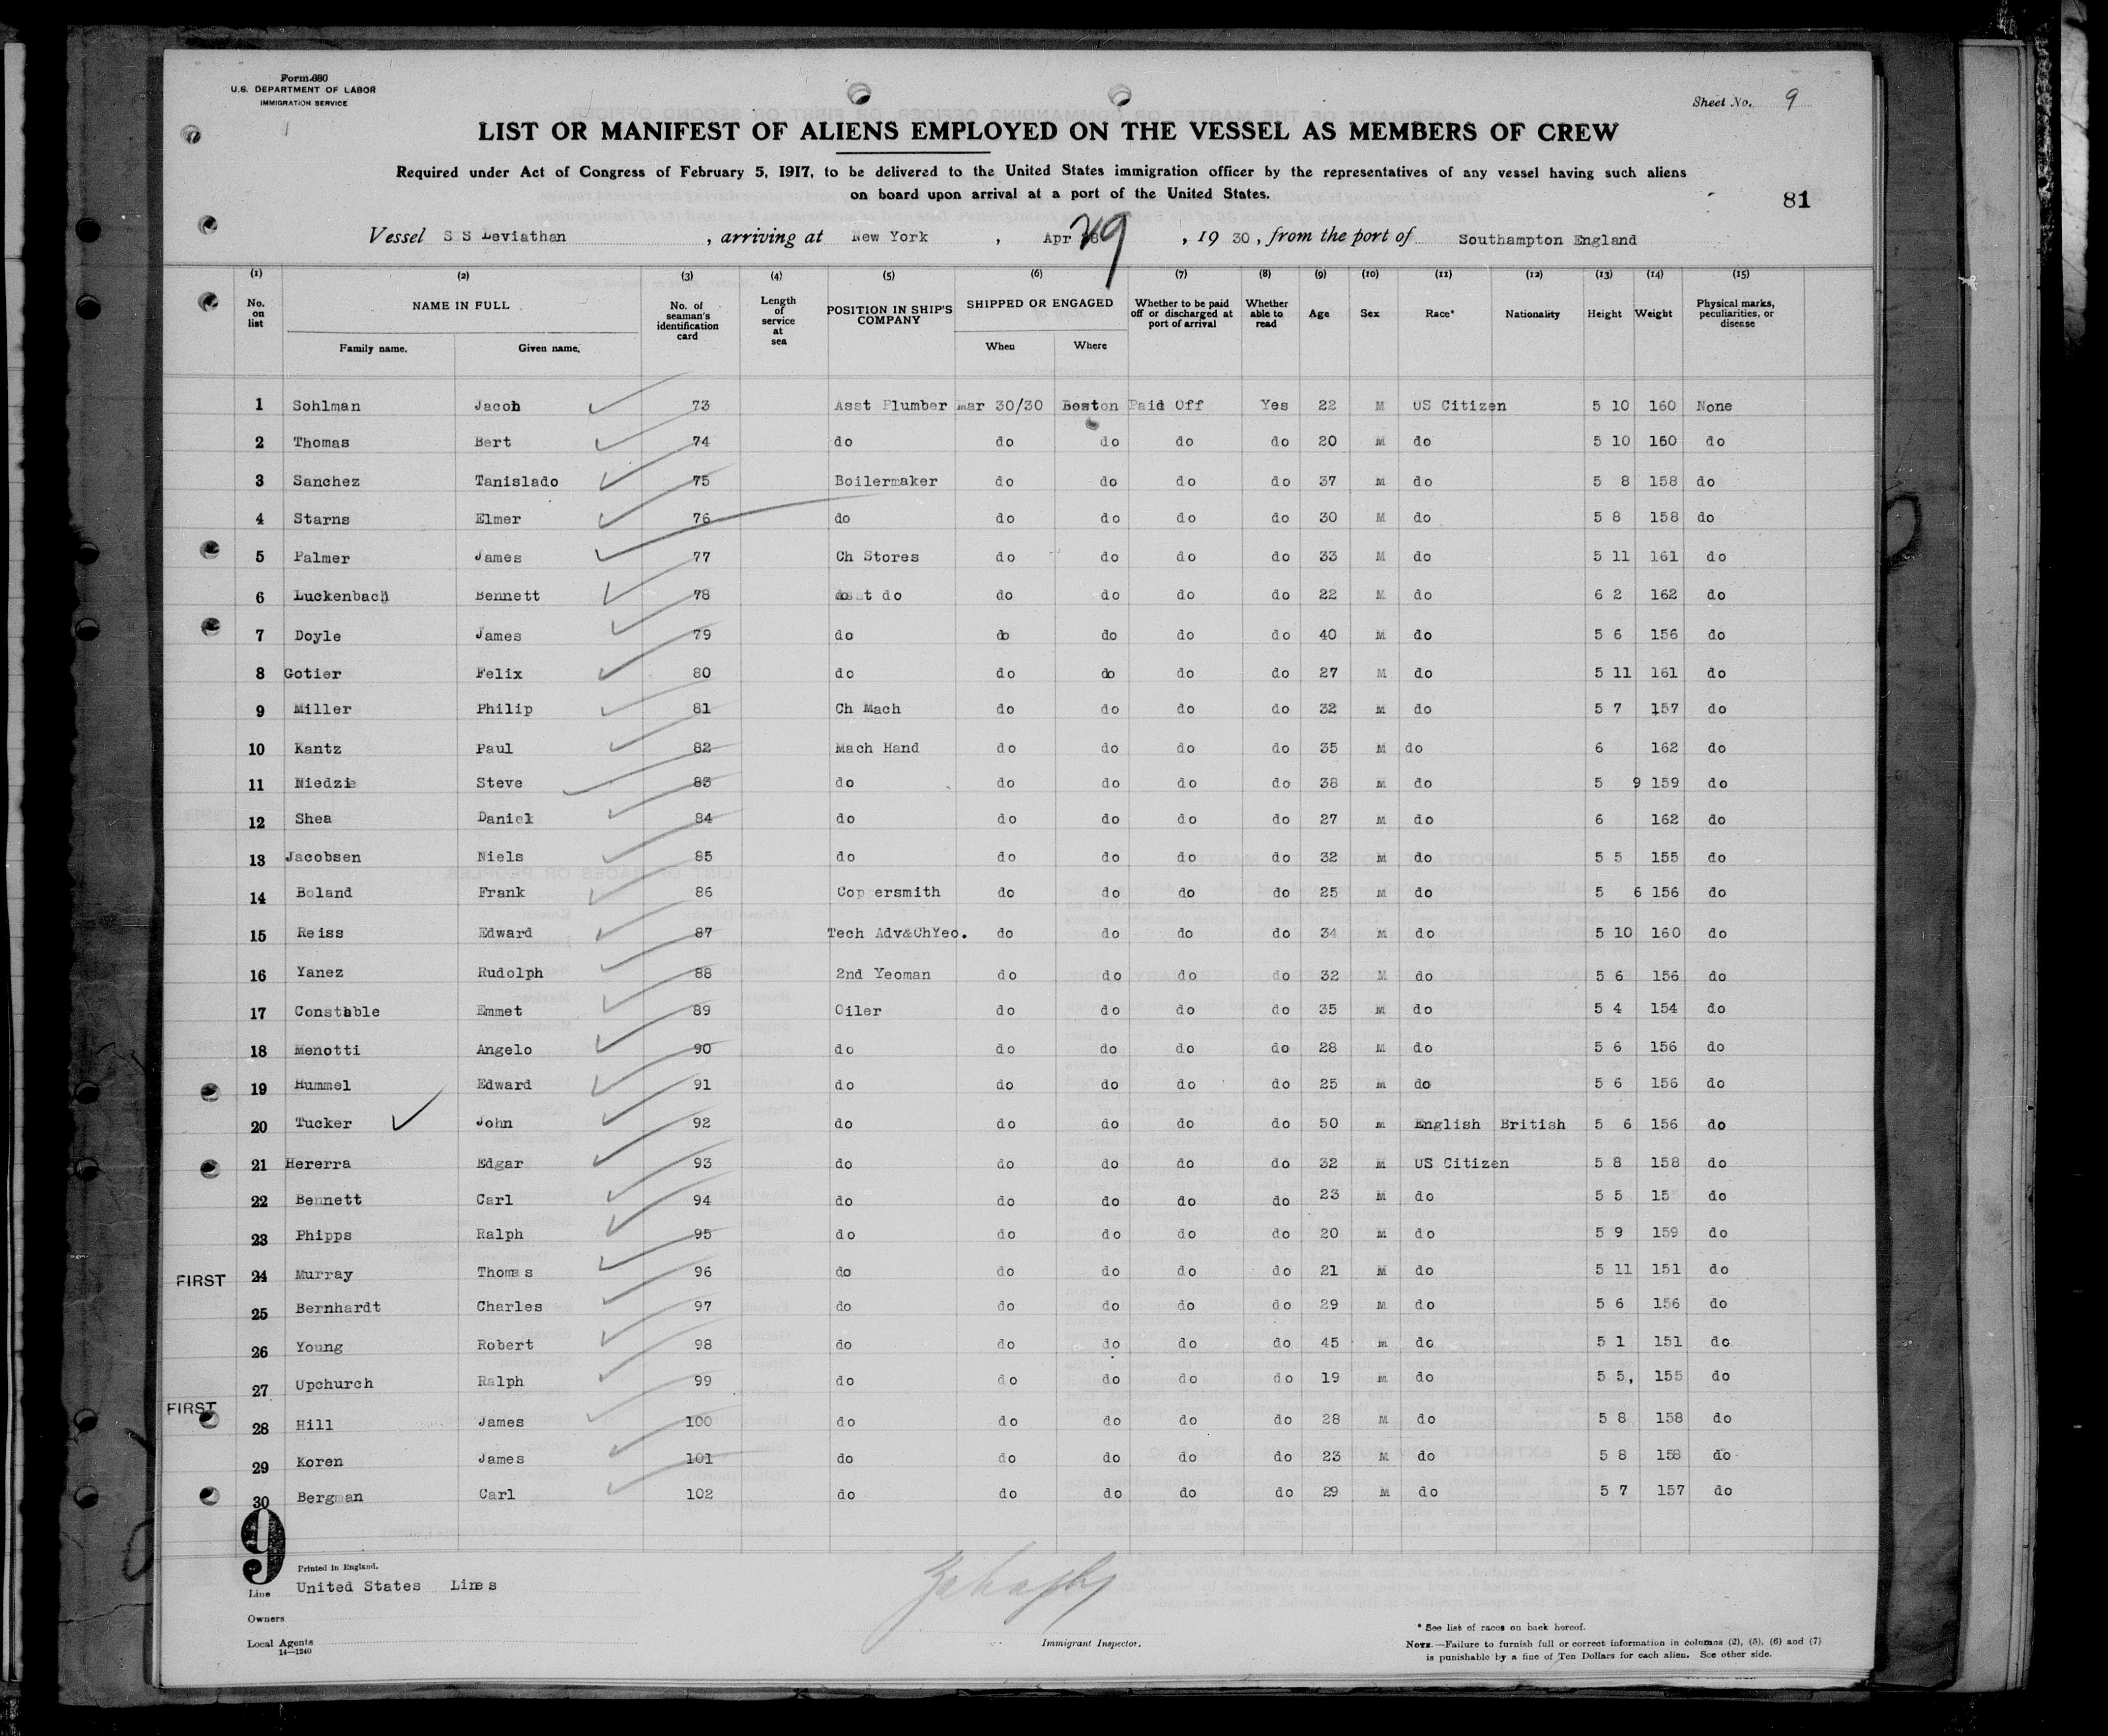 Form 680
U.S. DEPARTMENT OF LABOR
IMMIGRATION SERVICE
Sheet No. 9
LIST OR MANIFEST OF ALIENS EMPLOYED ON THE VESSEL AS MEMBERS OF CREW
Required under Act of Congress of February 5, 1917, to be delivered to the United States immigration officer by the representatives of any vessel having such aliens
on board upon arrival at a port of the United States.
81
Vessel S S Leviathan , arriving at New York , Apr 29 , 19 30 , from the port of Southampton England
(1) (2) (3) (4) (5) (6) (7) (8) (9) (10) (11) (12) (13) (14) (15)
No. on list NAME IN FULL Family name. Given name. No. of seaman's identification card Length of service at sea POSITION IN SHIP'S COMPANY SHIPPED OR ENGAGED When Where Whether to be paid off or discharged at port of arrival Whether able to read Age Sex Race* Nationality Height Weight Physical marks, peculiarities, or disease
1 Sohlman Jacob 73 Asst Plumber Mar 30/30 Boston Paid Off Yes 22 M US Citizen 5 10 160 None
2 Thomas Bert 74 do do do do do 20 M do 5 10 160 do
3 Sanchez Tanislado 75 Boilermaker do do do do 37 M do 5 8 158 do
4 Starns Elmer 76 do do do do do 30 M do 5 8 158 do
5 Palmer James 77 Ch Stores do do do do 33 M do 5 11 161 do
6 Luckenbach Bennett 78 asst do do do do do 22 M do 6 2 162 do
7 Doyle James 79 do do do do do 40 M do 5 6 156 do
8 Gotier Felix 80 do do do do do 27 M do 5 11 161 do
9 Miller Philip 81 Ch Mach do do do do 32 M do 5 7 157 do
10 Kantz Paul 82 Mach Hand do do do do 35 M do 6 162 do
11 Niedzie Steve 83 do do do do do 38 M do 5 9 159 do
12 Shea Daniel 84 do do do do do 27 M do 6 162 do
13 Jacobsen Niels 85 do do do do do 32 M do 5 5 155 do
14 Boland Frank 86 Coppersmith do do do do 25 M do 5 6 156 do
15 Reiss Edward 87 Tech Adv&ChYeo. do do do do 34 M do 5 10 160 do
16 Yanez Rudolph 88 2nd Yeoman do do do do 32 M do 5 6 156 do
17 Constable Emmet 89 Oiler do do do do 35 M do 5 4 154 do
18 Menotti Angelo 90 do do do do do 28 M do 5 6 156 do
19 Hummel Edward 91 do do do do do 25 M do 5 6 156 do
20 Tucker John 92 do do do do do 50 M English British 5 6 156 do
21 Hererra Edgar 93 do do do do do 32 M US Citizen 5 8 158 do
22 Bennett Carl 94 do do do do do 23 M do 5 5 15 do
23 Phipps Ralph 95 do do do do do 20 M do 5 9 159 do
FIRST 24 Murray Thomas 96 do do do do do 21 M do 5 11 151 do
25 Bernhardt Charles 97 do do do do do 29 M do 5 6 156 do
26 Young Robert 98 do do do do do 45 M do 5 1 151 do
27 Upchurch Ralph 99 do do do do do 19 M do 5 5, 155 do
FIRST
28 Hill James 100 do do do do do 28 M do 5 8 158 do
29 Koren James 101 do do do do do 23 M do 5 8 158 do
30 Bergman Carl 102 do do do do do 29 M do 5 7 157 do
9
Printed in England.
Line United States Lines
Owners
Local Agents
14—1240
Immigrant Inspector.
* See list of races on back hereof.
NOTE.—Failure to furnish full or correct information in columns (2), (5), (6) and (7)
is punishable by a fine of Ten Dollars for each alien. See other side.